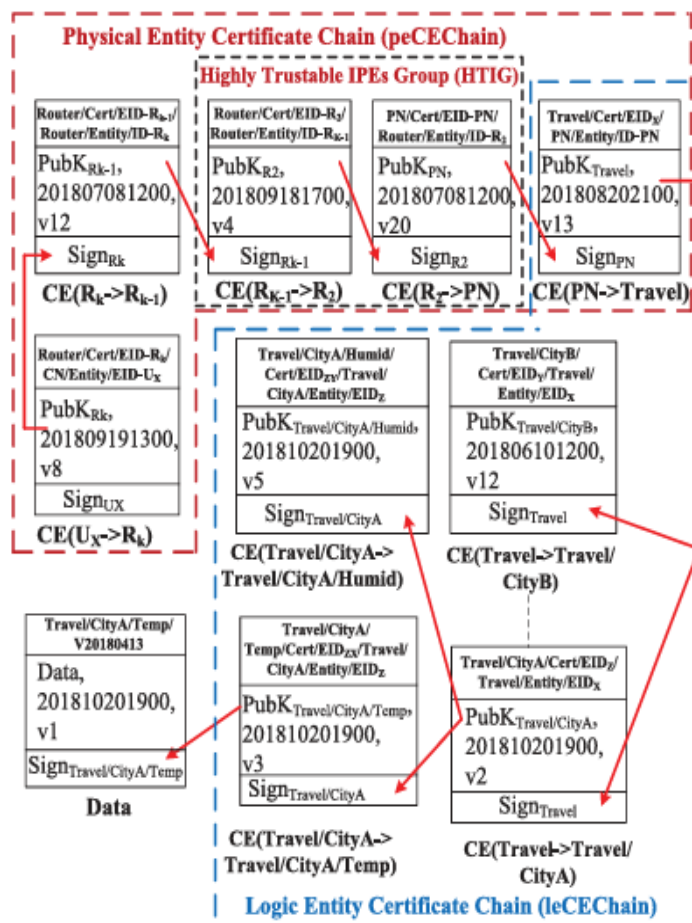 Physical Entity Certificate Chain (peCEChain)
Highly Trustable IPEs Group (HTIG)
Router/Cert/EID-Rk-1/
Router/Entity/ID-Rk
PubKRk-1,
201807081200,
v12
SignRk
CE(Rk->Rk-1)
Router/Cert/EID-R2/
Router/Entity/ID-RK-1
PubKR2,
201809181700,
v4
SignRk-1
CE(RK-1->R2)
PN/Cert/EID-PN/
Router/Entity/ID-R2
PubKPN,
201807081200,
v20
SignR2
CE(R2->PN)
Travel/Cert/EIDX/
PN/Entity/ID-PN
PubKTravel,
201808202100,
v13
SignPN
CE(PN->Travel)
Router/Cert/EID-Rk/
CN/Entity/EID-UX
PubKRk,
201809191300,
v8
SignUX
CE(UX->Rk)
Travel/CityA/Humid/
Cert/EIDZY/Travel/
CityA/Entity/EIDZ
PubKTravel/CityA/Humid,
201810201900,
v5
SignTravel/CityA
CE(Travel/CityA->
Travel/CityA/Humid)
Travel/CityB/
Cert/EIDY/Travel/
Entity/EIDX
PubKTravel/CityB,
201806101200,
v12
SignTravel
CE(Travel->Travel/
CityB)
Travel/CityA/Temp/
V20180413
Data,
201810201900,
v1
SignTravel/CityA/Temp
Data
Travel/CityA/
Temp/Cert/EIDZX/Travel/
CityA/Entity/EIDZ
PubKTravel/CityA/Temp,
201810201900,
v3
SignTravel/CityA
CE(Travel/CityA->
Travel/CityA/Temp)
Travel/CityA/Cert/EIDZ/
Travel/Entity/EIDX
PubKTravel/CityA,
201810201900,
v2
SignTravel
CE(Travel->Travel/
CityA)
Logic Entity Certificate Chain (leCEChain)